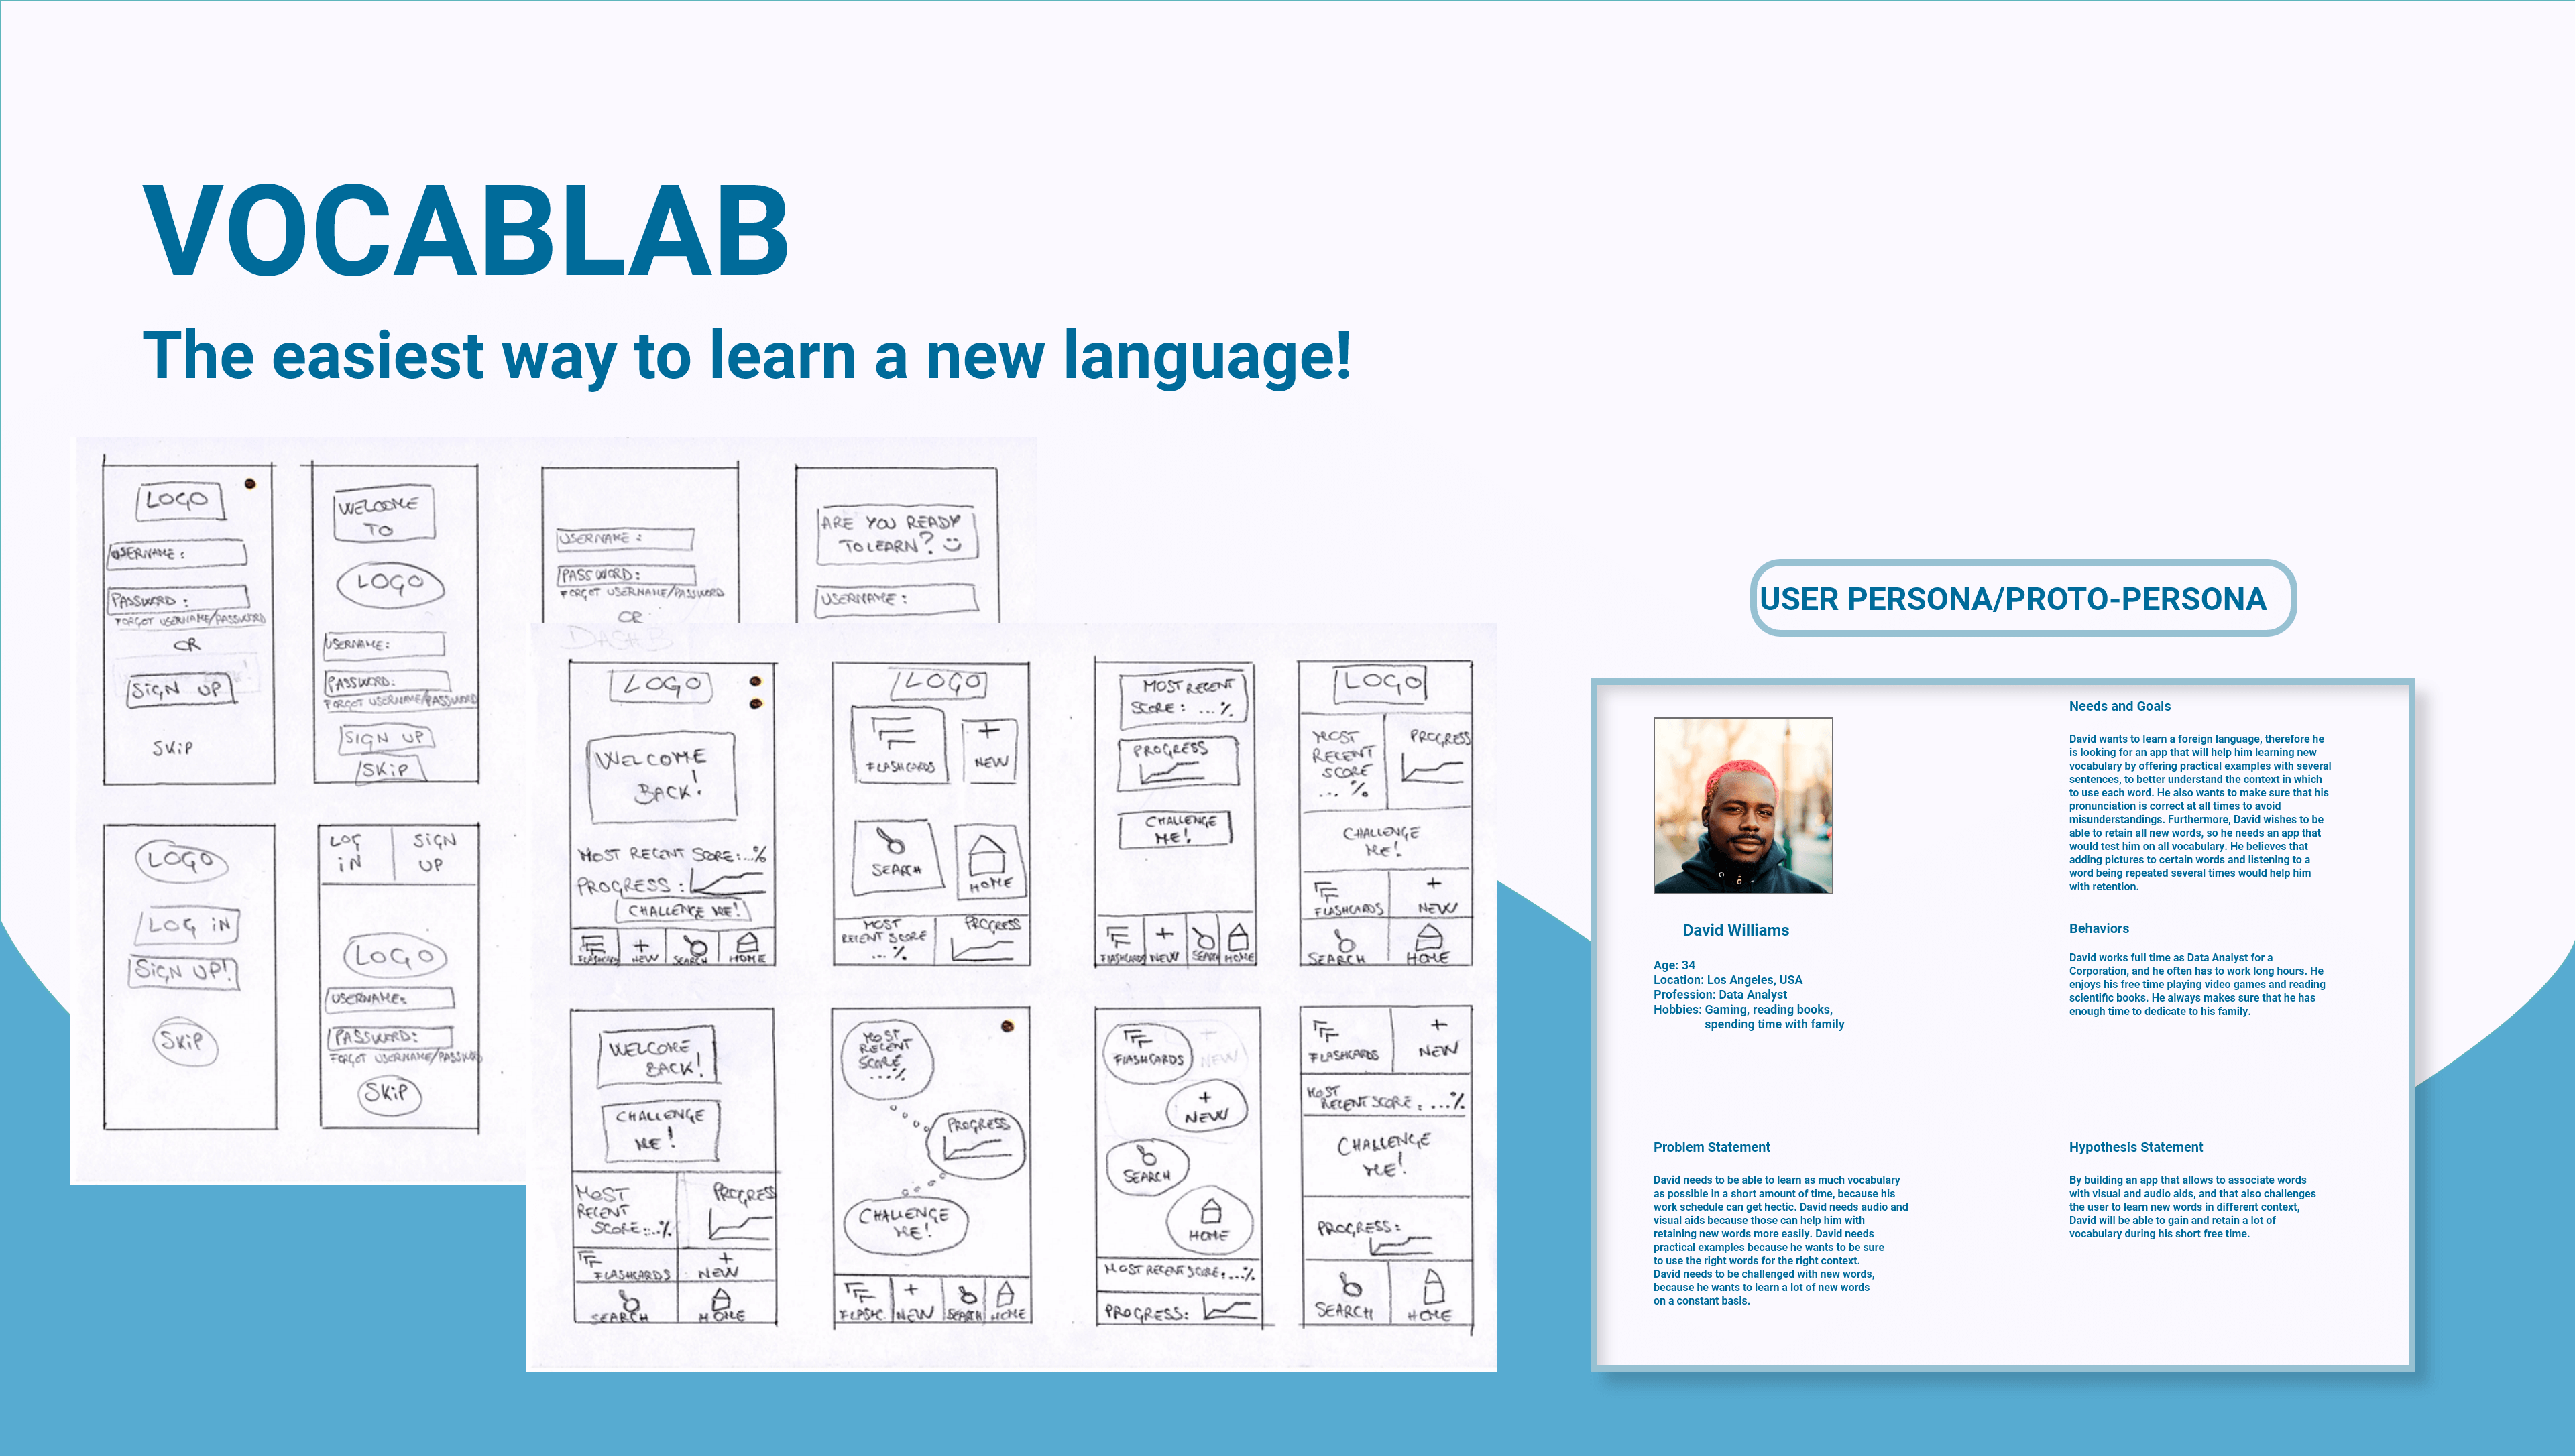 VOCABLAB
The easiest way to learn a new language!
LOGO
USERNAME:
PASSWORD:
FORGOT USERNAME/PASSWORD
OR
SIGN UP
SKIP
WELCOME
TO
LOGO
USERNAME:
PASSWORD:
FORGOT USERNAME/PASSWORD
SIGN UP
SKIP
USERNAME:
PASSWORD:
FORGOT USERNAME/PASSWORD
OR
ARE YOU READY
TO LEARN?
USERNAME:
LOGO
LOG IN
SIGN UP!
SKIP
LOG
IN
SIGN
UP
LOGO
USERNAME:
PASSWORD:
FORGOT USERNAME/PASSWORD
SKIP
DASHB
LOGO
WELCOME
BACK!
MOST RECENT SCORE:...%
PROGRESS:
CHALLENGE ME!
FLASHCARDS
+
NEW
SEARCH
HOME
LOGO
FLASHCARDS
+
NEW
SEARCH
HOME
MOST
RECENT SCORE
...%
PROGRESS
MOST RECENT
SCORE: ...%
PROGRESS
CHALLENGE
ME!
FLASHCARDS
+
NEW
SEARCH
HOME
LOGO
MOST
RECENT
SCORE
...%
PROGRESS
CHALLENGE
ME!
FLASHCARDS
+
NEW
SEARCH
HOME
WELCOME
BACK!
CHALLENGE
ME!
MOST
RECENT
SCORE:...%
PROGRESS
FLASHCARDS
+
NEW
SEARCH
HOME
MOST
RECENT
SCORE
...%
PROGRESS
CHALLENGE
ME!
FLASHC.
+
NEW
SEARCH
HOME
FLASHCARDS
NEW
+
NEW
SEARCH
HOME
MOST RECENT SCORE:...%
PROGRESS:
FLASHCARDS
+
NEW
MOST
RECENT SCORE: ...%
CHALLENGE
ME!
PROGRESS:
SEARCH
HOME
USER PERSONA/PROTO-PERSONA
David Williams
Age: 34
Location: Los Angeles, USA
Profession: Data Analyst
Hobbies: Gaming, reading books,
spending time with family
Needs and Goals
David wants to learn a foreign language, therefore he
is looking for an app that will help him learning new
vocabulary by offering practical examples with several
sentences, to better understand the context in which
to use each word. He also wants to make sure that his
pronunciation is correct at all times to avoid
misunderstandings. Furthermore, David wishes to be
able to retain all new words, so he needs an app that
would test him on all vocabulary. He believes that
adding pictures to certain words and listening to a
word being repeated several times would help him
with retention.
Behaviors
David works full time as Data Analyst for a
Corporation, and he often has to work long hours. He
enjoys his free time playing video games and reading
scientific books. He always makes sure that he has
enough time to dedicate to his family.
Problem Statement
David needs to be able to learn as much vocabulary
as possible in a short amount of time, because his
work schedule can get hectic. David needs audio and
visual aids because those can help him with
retaining new words more easily. David needs
practical examples because he wants to be sure
to use the right words for the right context.
David needs to be challenged with new words,
because he wants to learn a lot of new words
on a constant basis.
Hypothesis Statement
By building an app that allows to associate words
with visual and audio aids, and that also challenges
the user to learn new words in different context,
David will be able to gain and retain a lot of
vocabulary during his short free time.